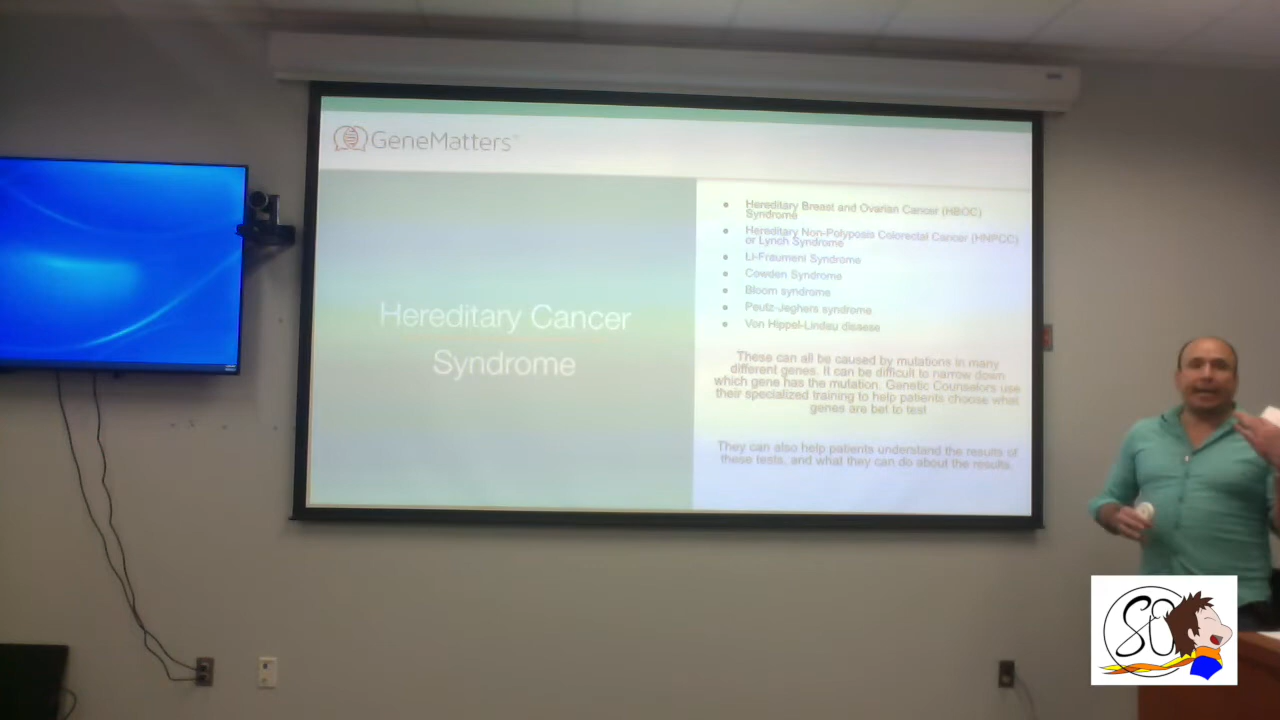 GeneMatters
Hereditary Cancer
Syndrome
Hereditary Breast and Ovarian Cancer (HBOC)
Syndrome
Hereditary Non-Polyposis Colorectal Cancer (HNPCC)
or Lynch Syndrome
Li-Fraumeni Syndrome
Cowden Syndrome
Bloom syndrome
Peutz-Jeghers syndrome
Von Hippel-Lindau disease
These can all be caused by mutations in many
different genes. It can be difficult to narrow down
which gene has the mutation. Genetic Counselors use
their specialized training to help patients choose what
genes are bet to test
They can also help patients understand the results of
these tests, and what they can do about the results.